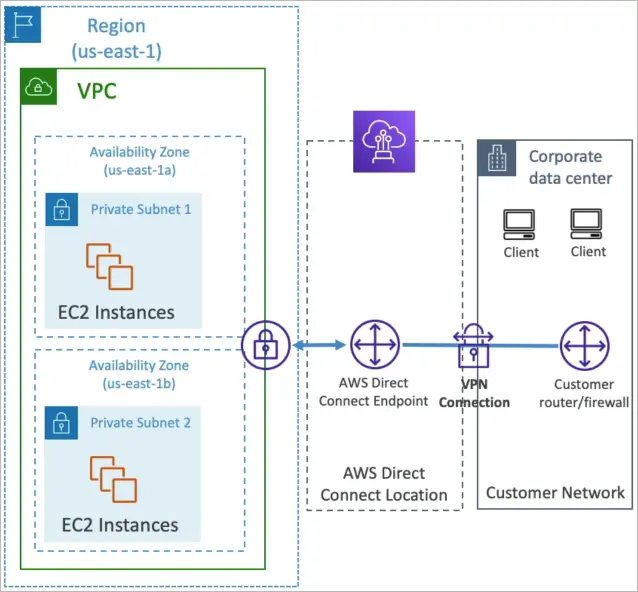 Region
(us-east-1)
VPC
Availability Zone
(us-east-1a)
Private Subnet 1
EC2 Instances
Availability Zone
(us-east-1b)
Private Subnet 2
EC2 Instances
AWS Direct
Connect Endpoint
AWS Direct
Connect Location
VPN
Connection
Corporate
data center
Client
Client
Customer
router/firewall
Customer Network